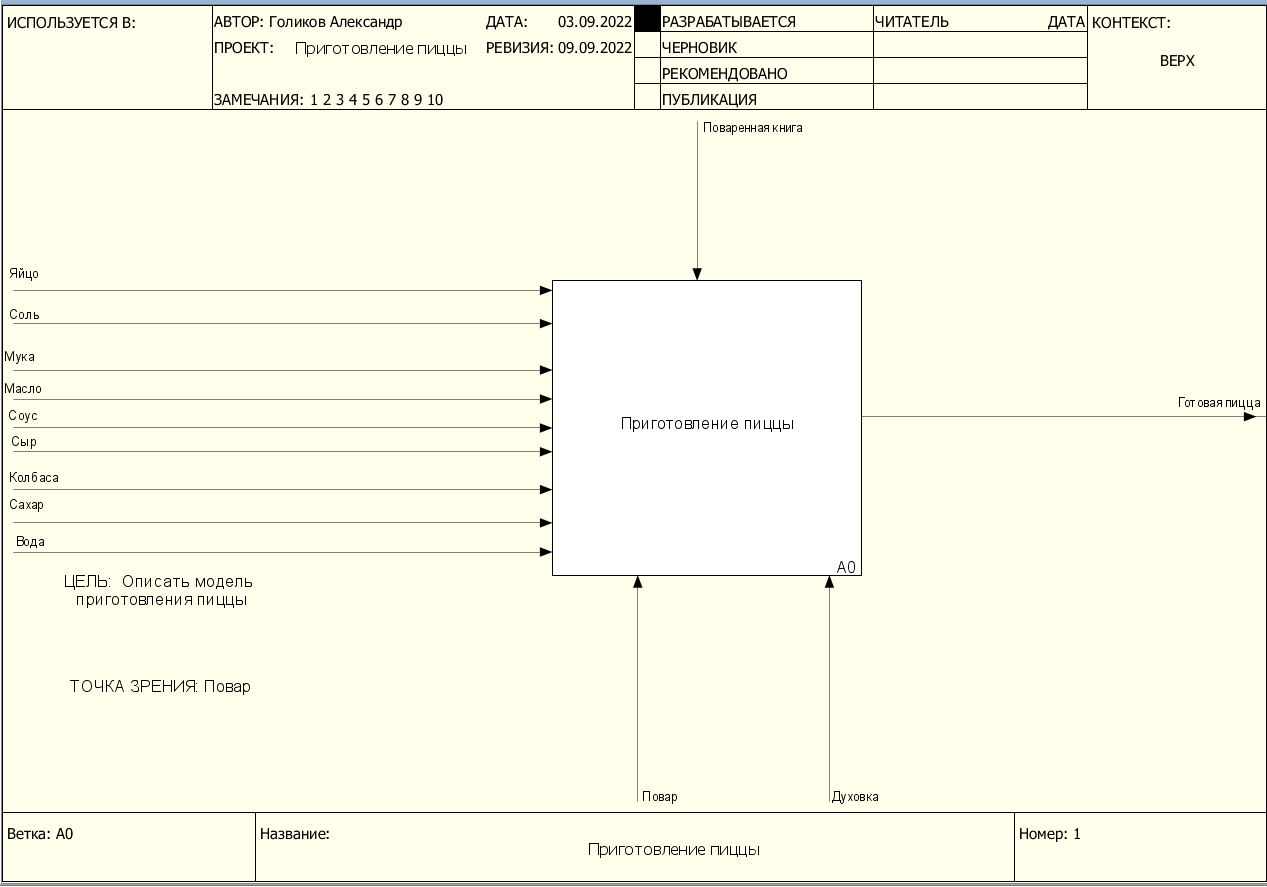 ИСПОЛЬЗУЕТСЯ В:
АВТОР: Голиков Александр
ДАТА: 03.09.2022
ПРОЕКТ: Приготовление пиццы
РЕВИЗИЯ: 09.09.2022
ЗАМЕЧАНИЯ: 1 2 3 4 5 6 7 8 9 10
РАЗРАБАТЫВАЕТСЯ
ЧЕРНОВИК
РЕКОМЕНДОВАНО
ПУБЛИКАЦИЯ
ЧИТАТЕЛЬ ДАТА
КОНТЕКСТ:
ВЕРХ
Поваренная книга
Яйцо
Соль
Мука
Масло
Соус
Сыр
Колбаса
Сахар
Вода
Приготовление пиццы
A0
Готовая пицца
ЦЕЛЬ: Описать модель
приготовления пиццы
ТОЧКА ЗРЕНИЯ: Повар
Повар
Духовка
Ветка: A0
Название:
Приготовление пиццы
Номер: 1